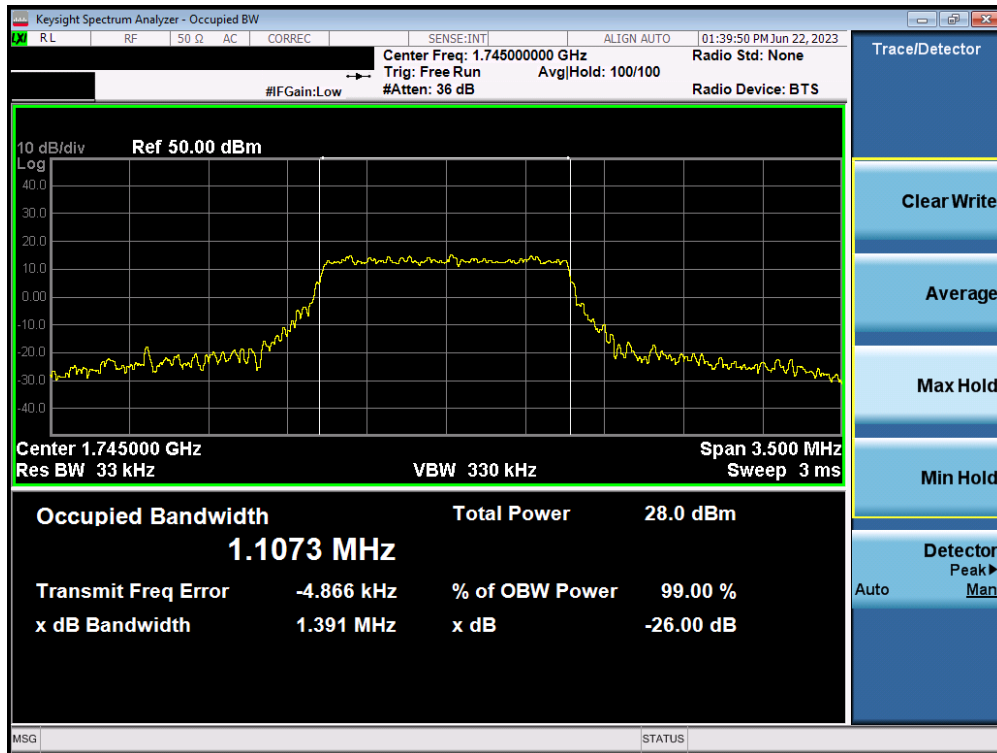 Keysight Spectrum Analyzer - Occupied BW
LXI RL RF 50 Ω AC CORREC SENSE:INT ALIGN AUTO 01:39:50 PM Jun 22, 2023
Center Freq: 1.745000000 GHz Radio Std: None
Trig: Free Run Avg|Hold: 100/100
#IFGain:Low #Atten: 36 dB Radio Device: BTS
10 dB/div Ref 50.00 dBm
Log
40.0
30.0
20.0
10.0
0.00
-10.0
-20.0
-30.0
-40.0
Center 1.745000 GHz Span 3.500 MHz
Res BW 33 kHz VBW 330 kHz Sweep 3 ms
Occupied Bandwidth Total Power 28.0 dBm
1.1073 MHz
Transmit Freq Error -4.866 kHz % of OBW Power 99.00 %
x dB Bandwidth 1.391 MHz x dB -26.00 dB
MSG STATUS
Trace/Detector
Clear Write
Average
Max Hold
Min Hold
Detector
Peak▶
Auto Man